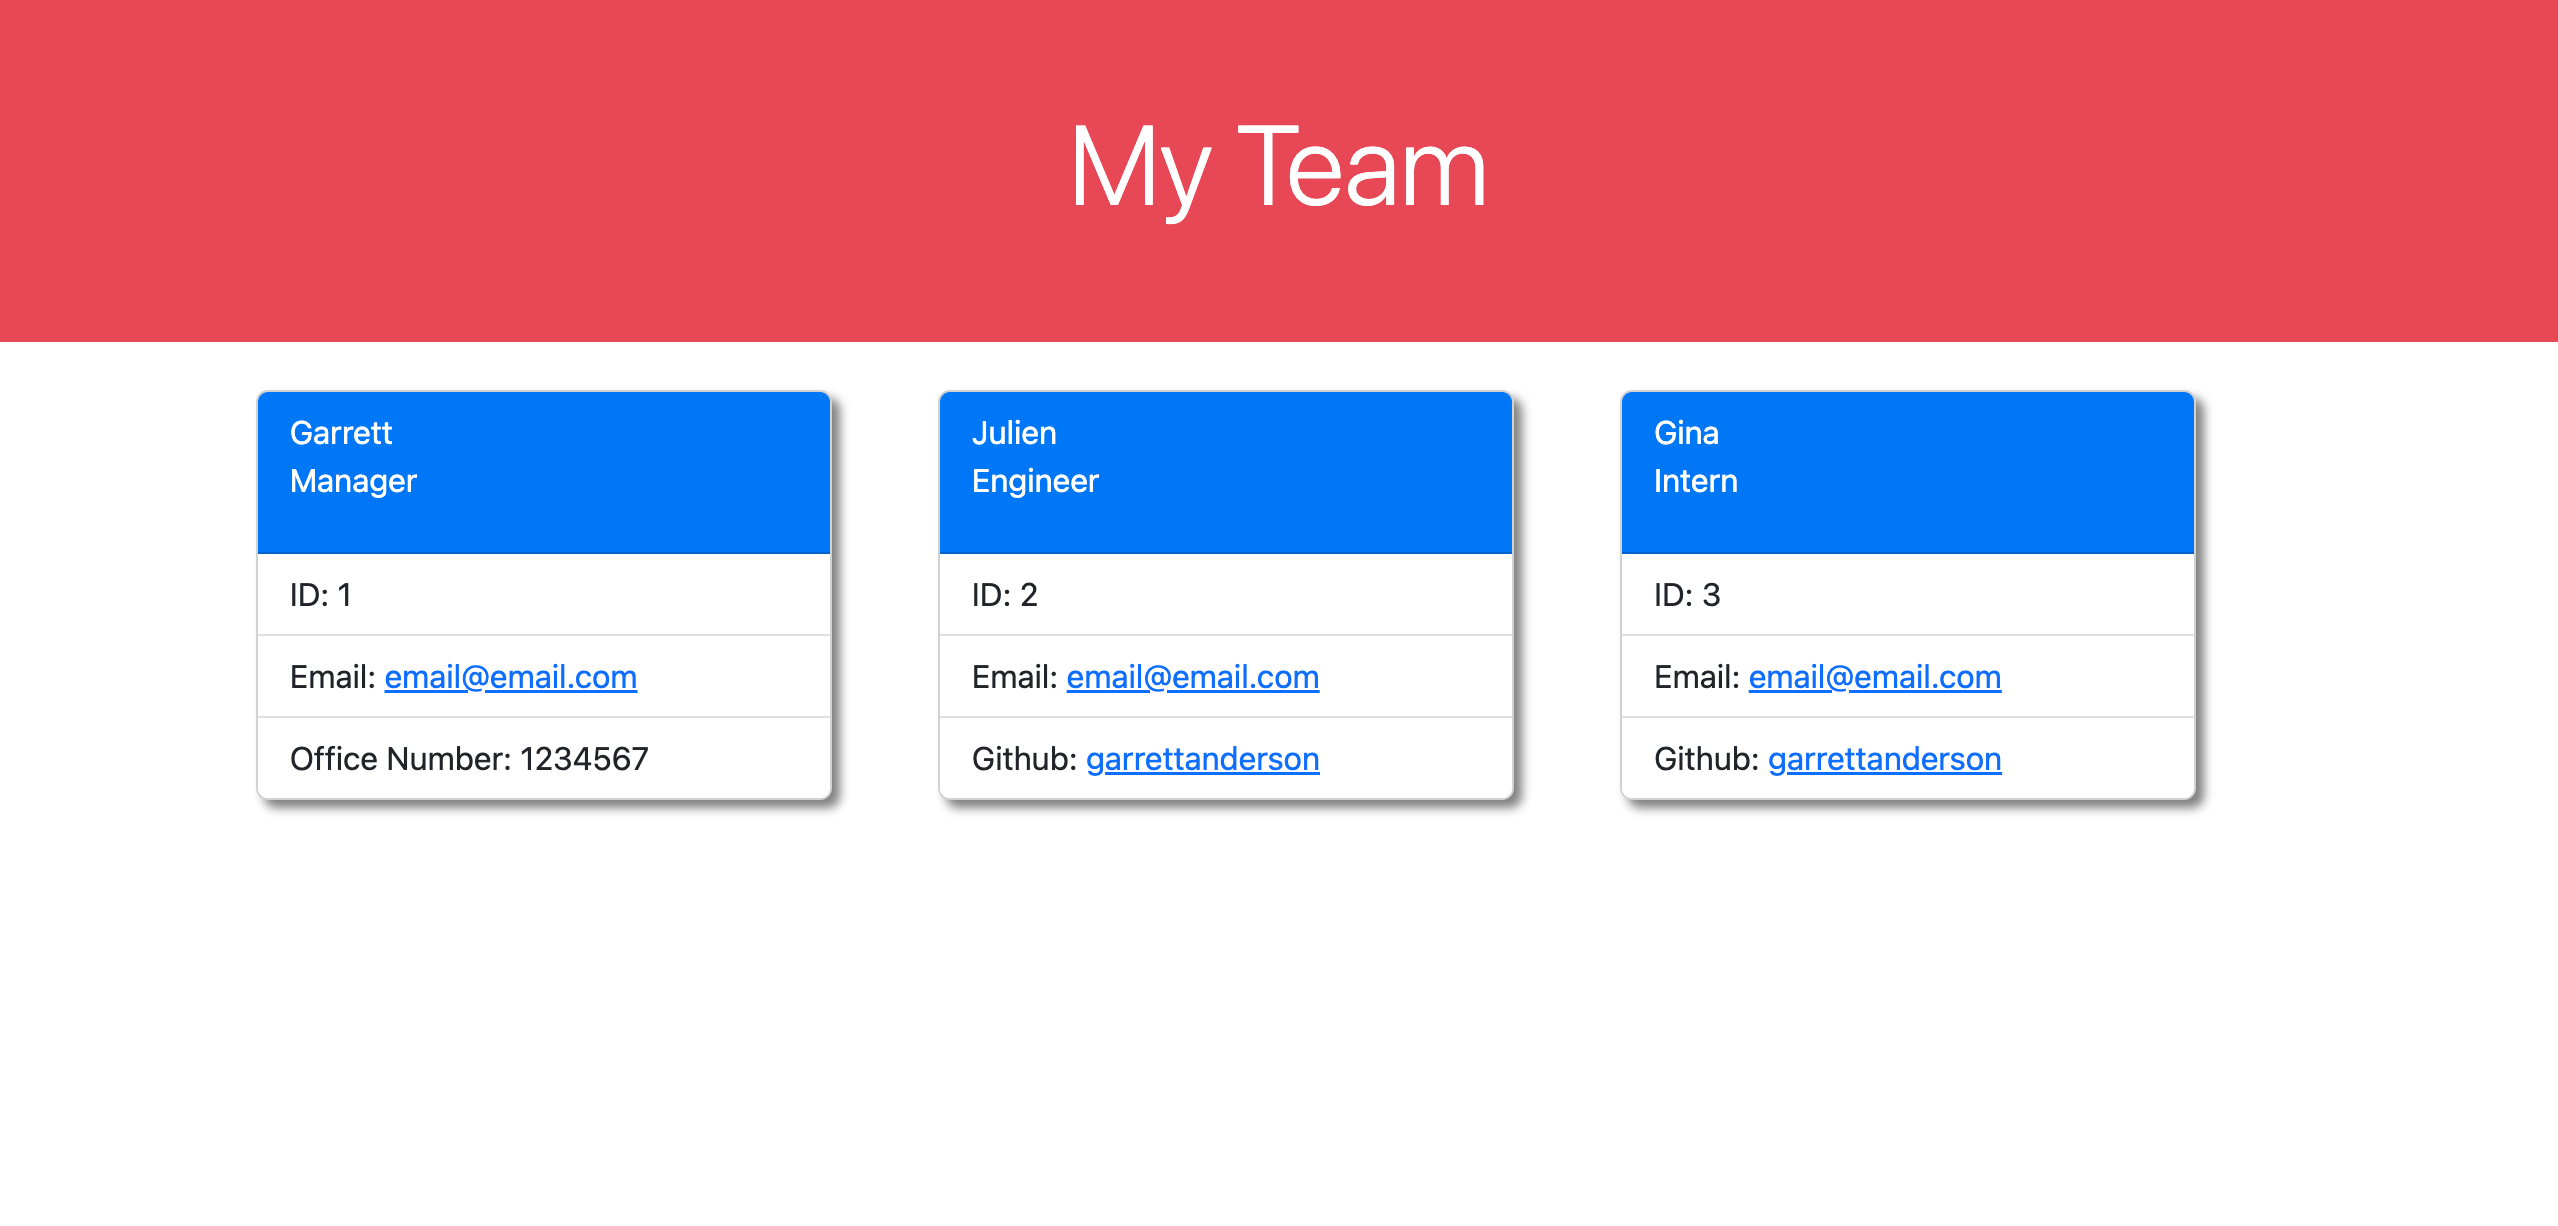 My Team
Garrett
Manager
ID: 1
Email: email@email.com
Office Number: 1234567
Julien
Engineer
ID: 2
Email: email@email.com
Github: garrettanderson
Gina
Intern
ID: 3
Email: email@email.com
Github: garrettanderson